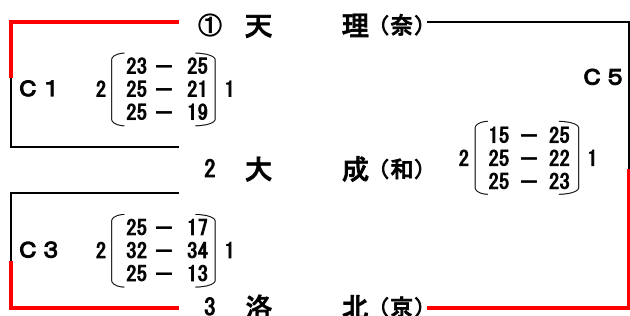 ① 天 理 （奈）
C1 2 23 － 25 1
25 － 21
25 － 19
C5
2 大 成 （和）
2 15 － 25 1
25 － 22
25 － 23
C3 2 25 － 17 1
32 － 34
25 － 13
3 洛 北 （京）